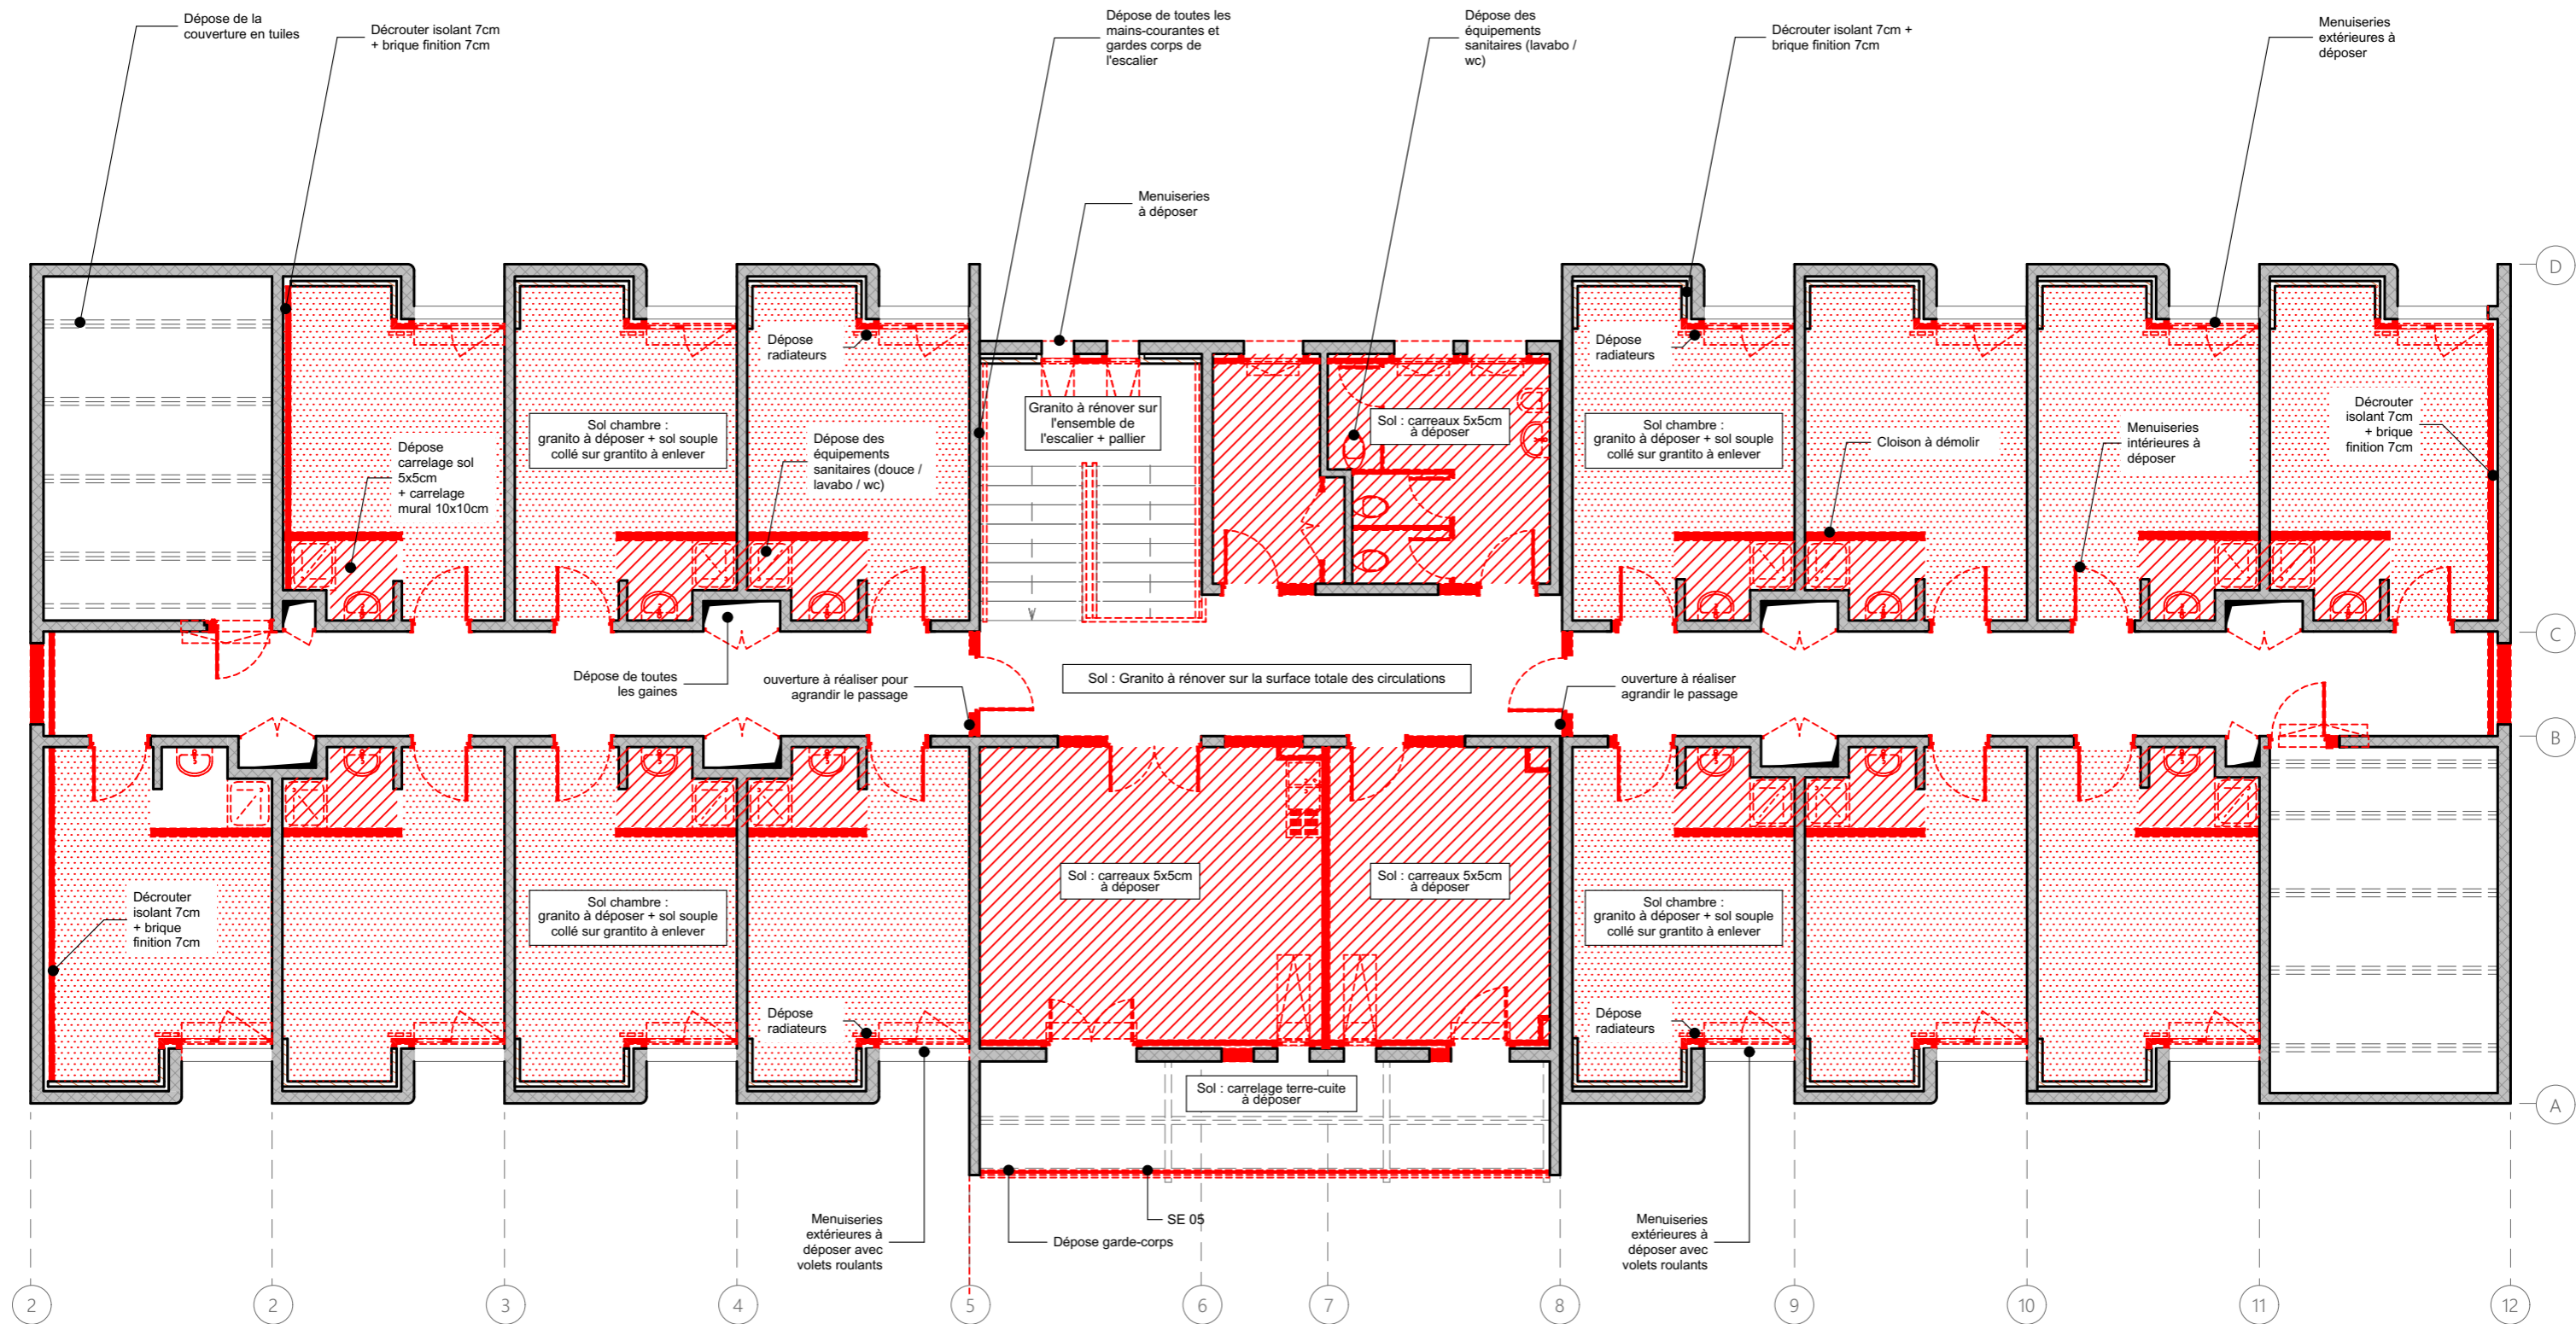 Dépose de la
couverture en tuiles
Décrouter isolant 7cm
+ brique finition 7cm
Dépose de toutes les
mains-courantes et
gardes corps de
l'escalier
Dépose des
équipements
sanitaires (lavabo /
wc)
Décrouter isolant 7cm +
brique finition 7cm
Menuiseries
extérieures à
déposer
Menuiseries
à déposer
D
Dépose
radiateurs
Dépose
radiateurs
Sol chambre :
granito à déposer + sol souple
collé sur grantito à enlever
Granito à rénover sur
l'ensemble de
l'escalier + pallier
Sol : carreaux 5x5cm
à déposer
Sol chambre :
granito à déposer + sol souple
collé sur grantito à enlever
Décrouter
isolant 7cm
+ brique
finition 7cm
Dépose
carrelage sol
5x5cm
+ carrelage
mural 10x10cm
Dépose des
équipements
sanitaires (douce /
lavabo / wc)
Cloison à démolir
Menuiseries
intérieures à
déposer
C
Dépose de toutes
les gaines
ouverture à réaliser pour
agrandir le passage
Sol : Granito à rénover sur la surface totale des circulations
ouverture à réaliser
agrandir le passage
B
Sol : carreaux 5x5cm
à déposer
Sol : carreaux 5x5cm
à déposer
Décrouter
isolant 7cm
+ brique
finition 7cm
Sol chambre :
granito à déposer + sol souple
collé sur grantito à enlever
Sol chambre :
granito à déposer + sol souple
collé sur grantito à enlever
Dépose
radiateurs
Dépose
radiateurs
Sol : carrelage terre-cuite
à déposer
A
Menuiseries
extérieures à
déposer avec
volets roulants
SE 05
Dépose garde-corps
Menuiseries
extérieures à
déposer avec
volets roulants
2
2
3
4
5
6
7
8
9
10
11
12